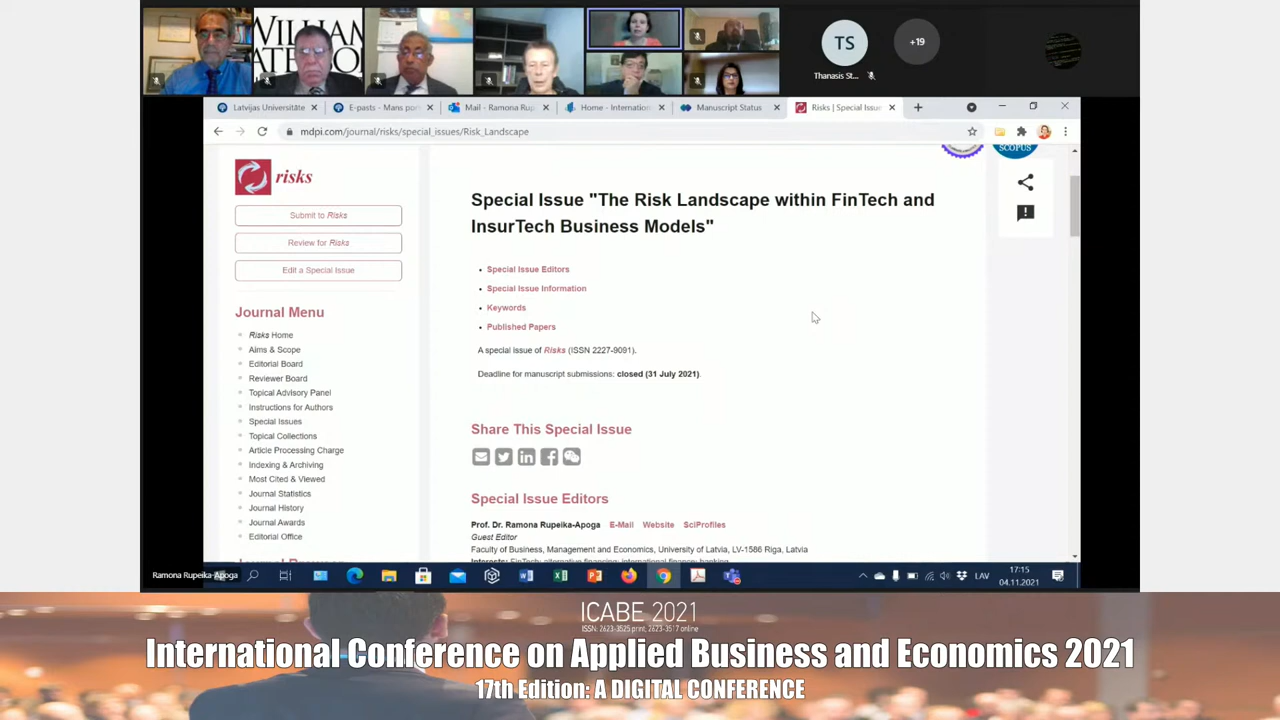 TS
+19
Thanasis St...
Latvijas Universitāte
E-pasts - Mans por
Mail - Ramona Rup
Home - Internation
Manuscript Status
Risks | Special Issue
mdpi.com/journal/risks/special_issues/Risk_Landscape
SCOPUS
risks
Submit to Risks
Review for Risks
Edit a Special Issue
Journal Menu
Risks Home
Aims & Scope
Editorial Board
Reviewer Board
Topical Advisory Panel
Instructions for Authors
Special Issues
Topical Collections
Article Processing Charge
Indexing & Archiving
Most Cited & Viewed
Journal Statistics
Journal History
Journal Awards
Editorial Office
Special Issue "The Risk Landscape within FinTech and
InsurTech Business Models"
Special Issue Editors
Special Issue Information
Keywords
Published Papers
A special issue of Risks (ISSN 2227-9091).
Deadline for manuscript submissions: closed (31 July 2021).
Share This Special Issue
Special Issue Editors
Prof. Dr. Ramona Rupeika-Apoga E-Mail Website SciProfiles
Guest Editor
Faculty of Business, Management and Economics, University of Latvia, LV-1586 Riga, Latvia
Ramona Rupeika-Apoga
LAV
17:15
04.11.2021
ICABE 2021
ISSN: 2623-3525 print, 2623-3517 online
International Conference on Applied Business and Economics 2021
17th Edition: A DIGITAL CONFERENCE